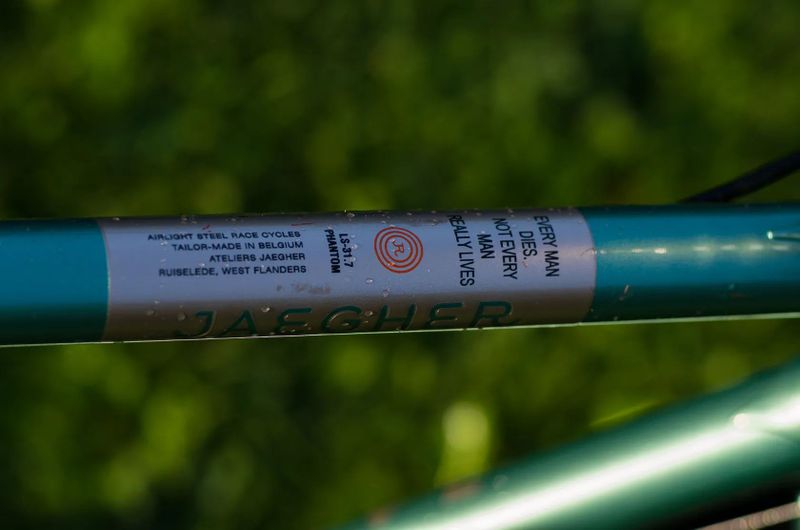 AIRLIGHT STEEL RACE CYCLES
TAILOR-MADE IN BELGIUM
ATELIERS JAEGHER
RUISELEDE, WEST FLANDERS
LS-31.7
PHANTOM
R
EVERY MAN
DIES.
NOT EVERY
MAN
REALLY LIVES
JAEGHER